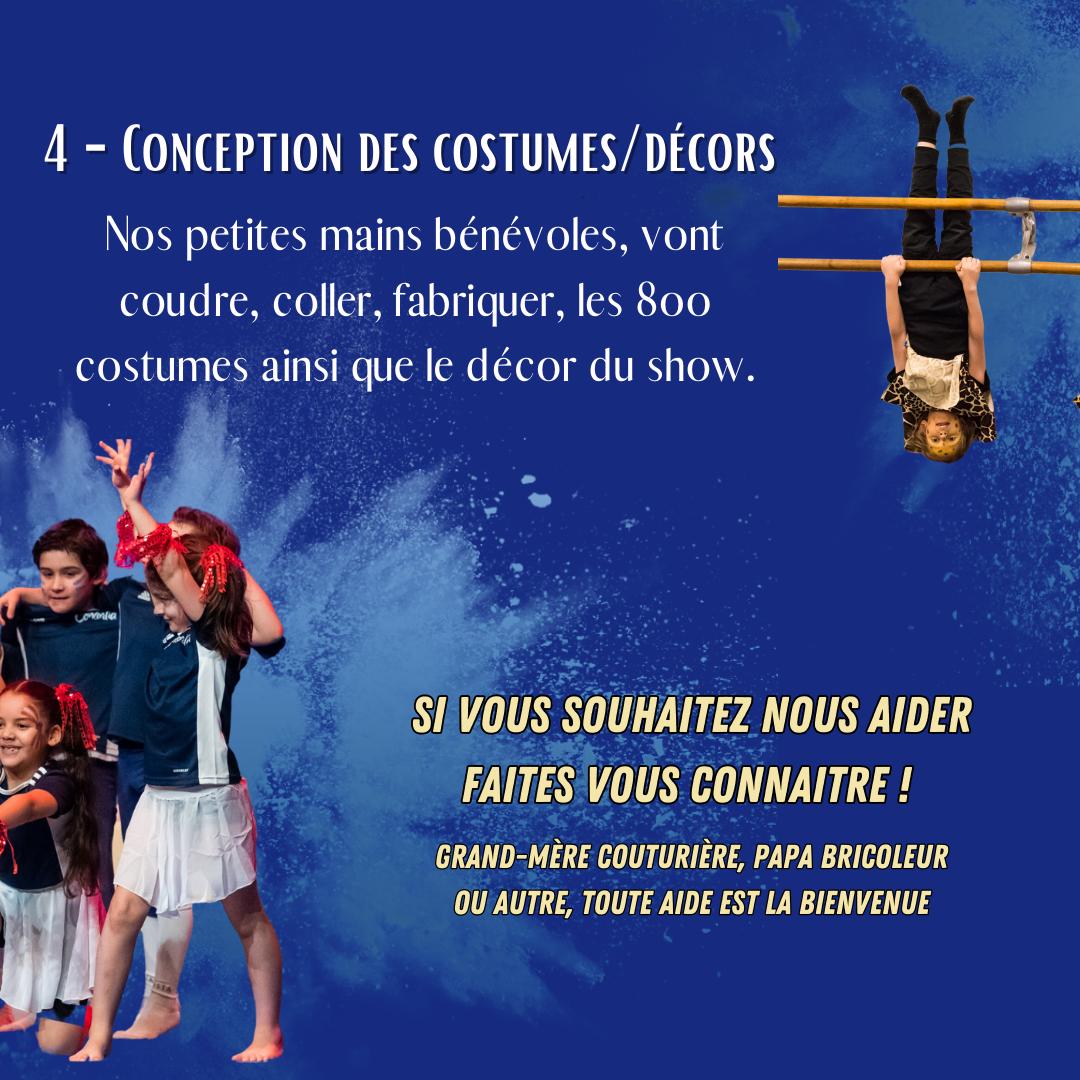 4 - Conception des costumes/décors
Nos petites mains bénévoles, vont
coudre, coller, fabriquer, les 800
costumes ainsi que le décor du show.
SI VOUS SOUHAITEZ NOUS AIDER
FAITES VOUS CONNAITRE !
GRAND-MÈRE COUTURIÈRE, PAPA BRICOLEUR
OU AUTRE, TOUTE AIDE EST LA BIENVENUE